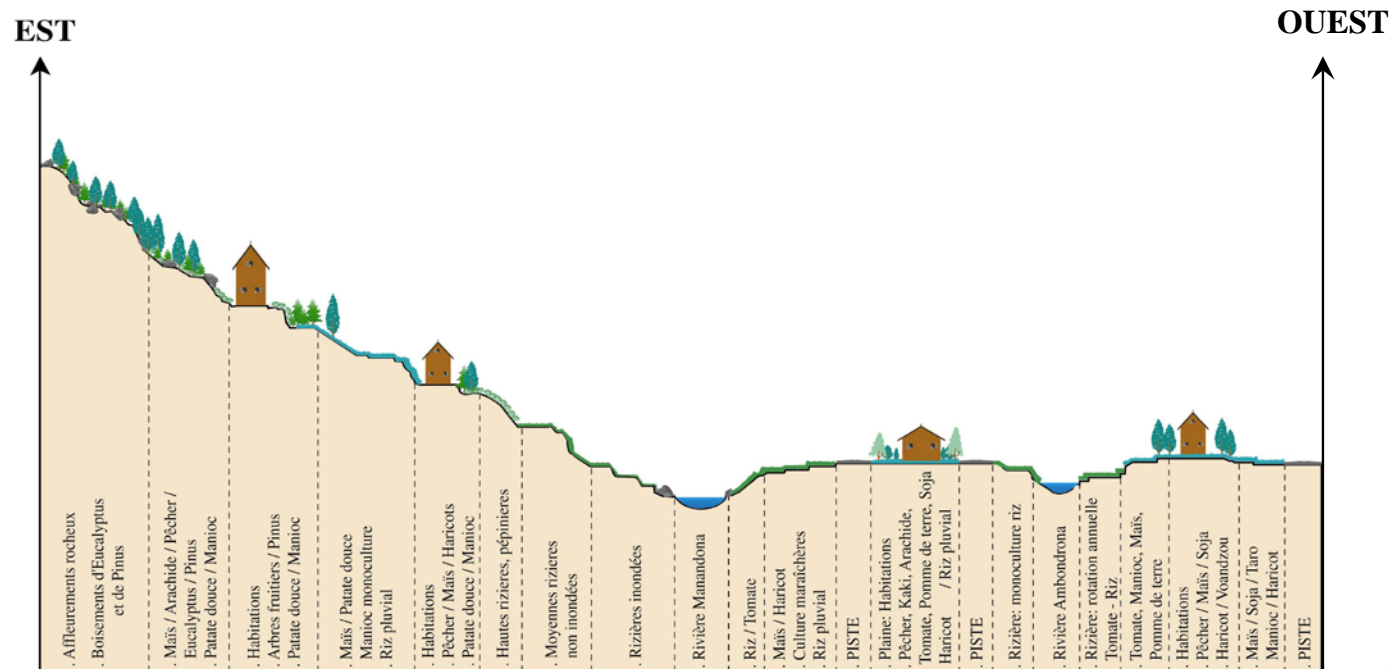 EST
OUEST
. Affleurements rocheux
. Boisements d'Eucalyptus
et de Pinus
. Maïs / Arachide / Pêcher /
Eucalyptus / Pinus
. Patate douce / Manioc
. Habitations
. Arbres fruitiers / Pinus
. Patate douce / Manioc
. Maïs / Patate douce
Manioc monoculture
. Riz pluvial
. Habitations
. Pêcher / Maïs / Haricots
. Patate douce / Manioc
. Hautes rizieres, pépinieres
. Moyennes rizieres
non inondées
. Rizières inondées
. Rivière Manandona
. Riz / Tomate
. Maïs / Haricot
. Culture maraîchères
. Riz pluvial
. PISTE
. Plaine: Habitations
Pêcher, Kaki, Arachide,
Tomate, Pomme de terre, Soja
Haricot / Riz pluvial
. PISTE
. Rizière: monoculture riz
. Rivière Ambondrona
. Rizière: rotation annuelle
Tomate - Riz
. Tomate, Manioc, Maïs,
Pomme de terre
. Habitations
Pêcher / Maïs / Soja
Haricot / Voandzou
. Maïs / Soja / Taro
Manioc / Haricot
. PISTE